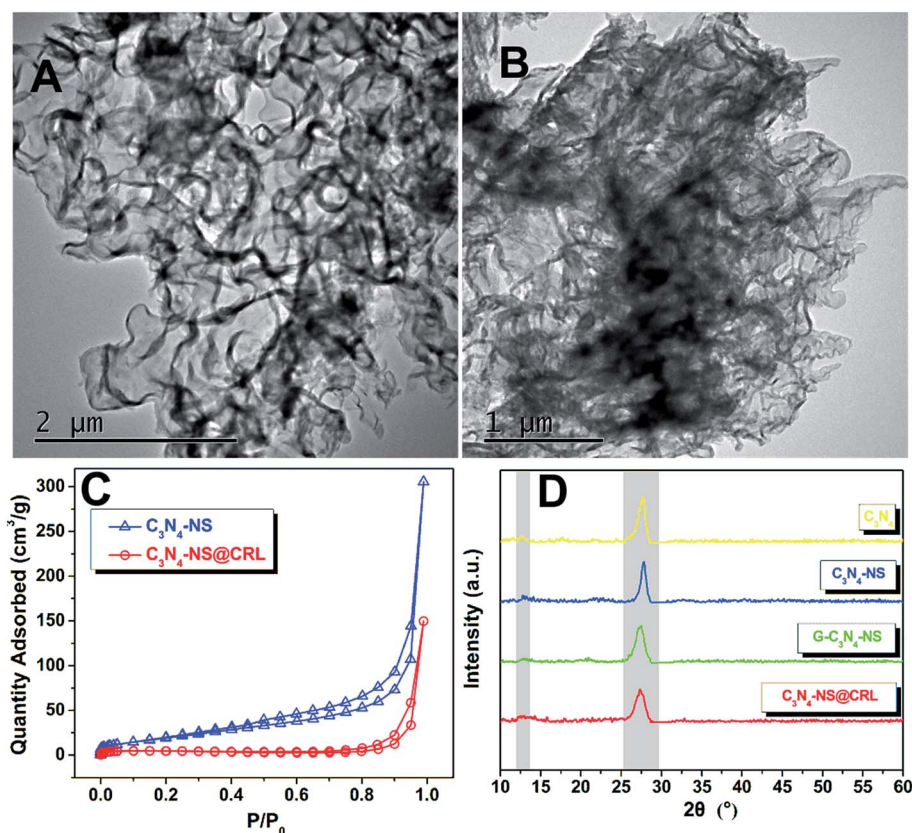 A
B
2 μm
1 μm
C
300
250
200
150
100
50
0
Quantity Adsorbed (cm³/g)
C₃N₄-NS
C₃N₄-NS@CRL
0.0 0.2 0.4 0.6 0.8 1.0
P/P₀
D
Intensity (a.u.)
C₃N₄
C₃N₄-NS
G-C₃N₄-NS
C₃N₄-NS@CRL
10 15 20 25 30 35 40 45 50 55 60
2θ (°)